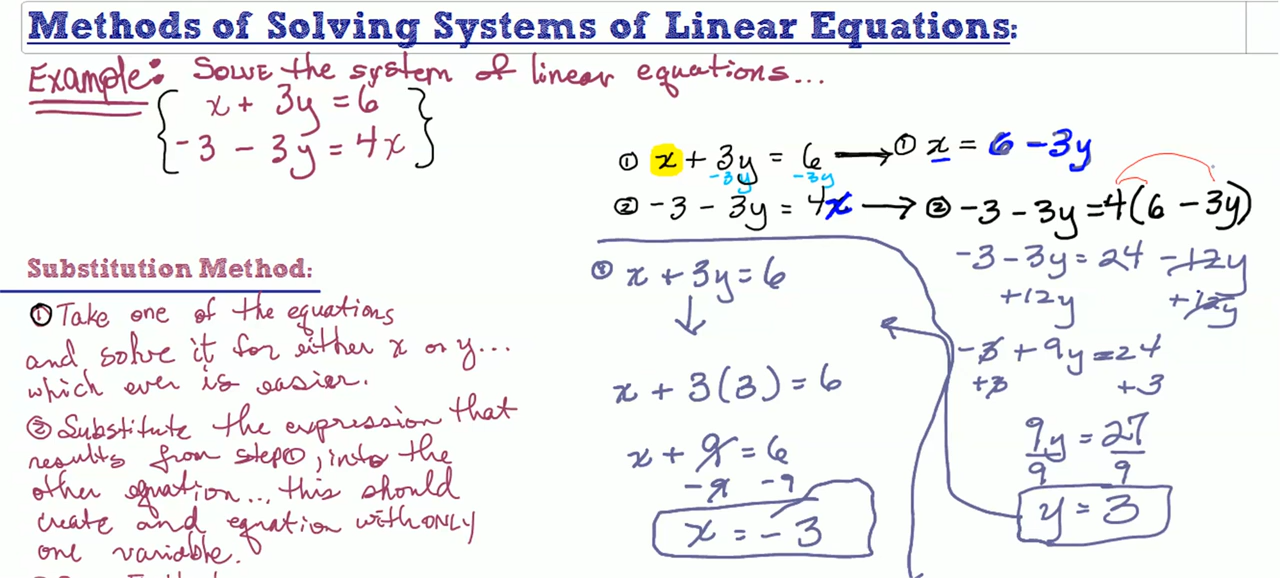 Methods of Solving Systems of Linear Equations:
Example: SOLVE the system of linear equations...
x + 3y = 6
-3 - 3y = 4x
① x + 3y = 6 → ① x = 6 - 3y
-3y -3y
② -3 - 3y = 4x → ② -3 - 3y = 4(6 - 3y)
-3 - 3y = 24 - 12y
+12y +12y
-3 + 9y = 24
+3 +3
9y = 27
9 9
y = 3
x + 3y = 6
↓
x + 3(3) = 6
x + 9 = 6
-9 -9
x = -3
Substitution Method:
① Take one of the equations
and solve it for either x or y...
which ever is easier.
② Substitute the expression that
results from step①, into the
other equation... this should
create and equation with ONLY
one variable.